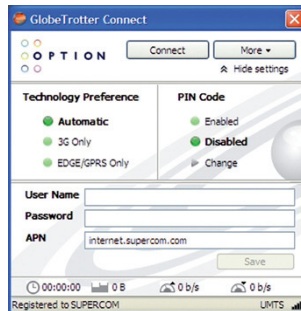 GlobeTrotter Connect
OPTION
Connect
More
Hide settings
Technology Preference
Automatic
3G Only
EDGE/GPRS Only
PIN Code
Enabled
Disabled
Change
User Name
Password
APN internet.supercom.com
Save
00:00:00 0 B 0 b/s 0 b/s
Registered to SUPERCOM UMTS